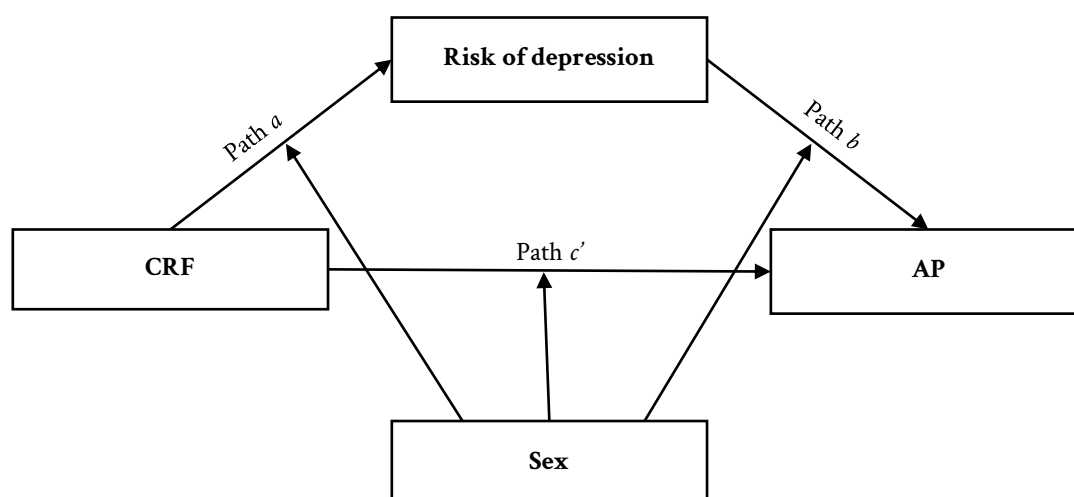 Risk of depression
Path a
Path b
CRF
Path c’
AP
Sex